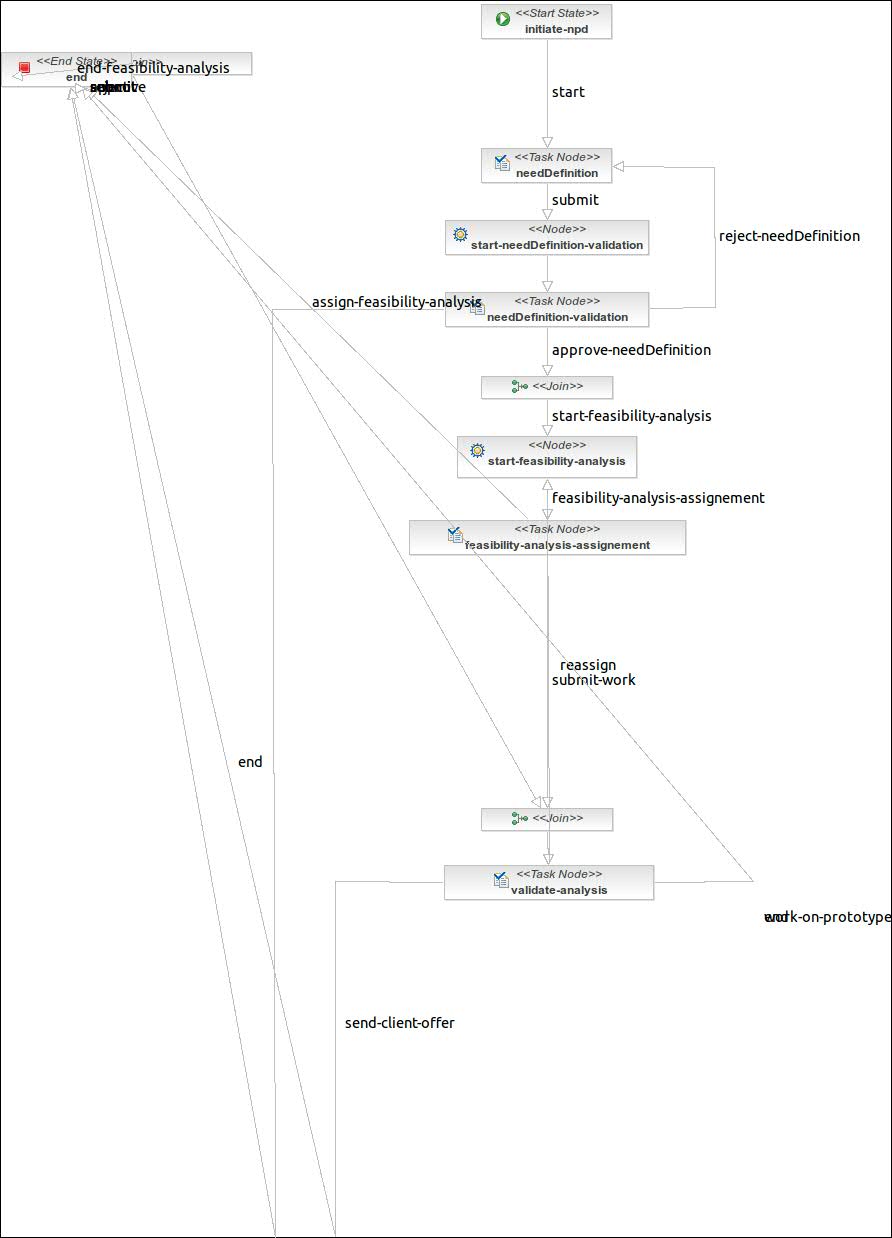 <<Start State>>
initiate-npd
<<End State>>
end-feasibility-analysis
end
start
<<Task Node>>
needDefinition
submit
<<Node>>
start-needDefinition-validation
reject-needDefinition
assign-feasibility-analysis
<<Task Node>>
needDefinition-validation
approve-needDefinition
<<Join>>
start-feasibility-analysis
<<Node>>
start-feasibility-analysis
feasibility-analysis-assignement
<<Task Node>>
feasibility-analysis-assignement
reassign
submit-work
end
<<Join>>
<<Task Node>>
validate-analysis
end
work-on-prototype
send-client-offer